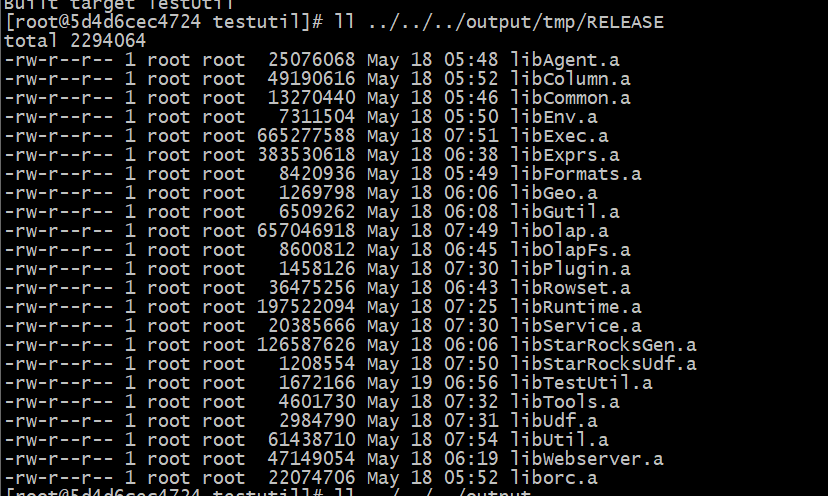 Built target TestUtil
[root@5d4d6cec4724 testutil]# ll ../../../output/tmp/RELEASE
total 2294064
-rw-r--r-- 1 root root  25076068 May 18 05:48 libAgent.a
-rw-r--r-- 1 root root  49190616 May 18 05:52 libColumn.a
-rw-r--r-- 1 root root  13270440 May 18 05:46 libCommon.a
-rw-r--r-- 1 root root   7311504 May 18 05:50 libEnv.a
-rw-r--r-- 1 root root 665277588 May 18 07:51 libExec.a
-rw-r--r-- 1 root root 383530618 May 18 06:38 libExprs.a
-rw-r--r-- 1 root root   8420936 May 18 05:49 libFormats.a
-rw-r--r-- 1 root root   1269798 May 18 06:06 libGeo.a
-rw-r--r-- 1 root root   6509262 May 18 06:08 libGutil.a
-rw-r--r-- 1 root root 657046918 May 18 07:49 libOlap.a
-rw-r--r-- 1 root root   8600812 May 18 06:45 libOlapFs.a
-rw-r--r-- 1 root root   1458126 May 18 07:30 libPlugin.a
-rw-r--r-- 1 root root  36475256 May 18 06:43 libRowset.a
-rw-r--r-- 1 root root 197522094 May 18 07:25 libRuntime.a
-rw-r--r-- 1 root root  20385666 May 18 07:30 libService.a
-rw-r--r-- 1 root root 126587626 May 18 06:06 libStarRocksGen.a
-rw-r--r-- 1 root root   1208554 May 18 07:50 libStarRocksUdf.a
-rw-r--r-- 1 root root   1672166 May 19 06:56 libTestUtil.a
-rw-r--r-- 1 root root   4601730 May 18 07:32 libTools.a
-rw-r--r-- 1 root root   2984790 May 18 07:31 libUdf.a
-rw-r--r-- 1 root root  61438710 May 18 07:54 libUtil.a
-rw-r--r-- 1 root root  47149054 May 18 06:19 libWebserver.a
-rw-r--r-- 1 root root  22074706 May 18 05:52 liborc.a
[root@5d4d6cec4724 testutil]# ll ../../../output